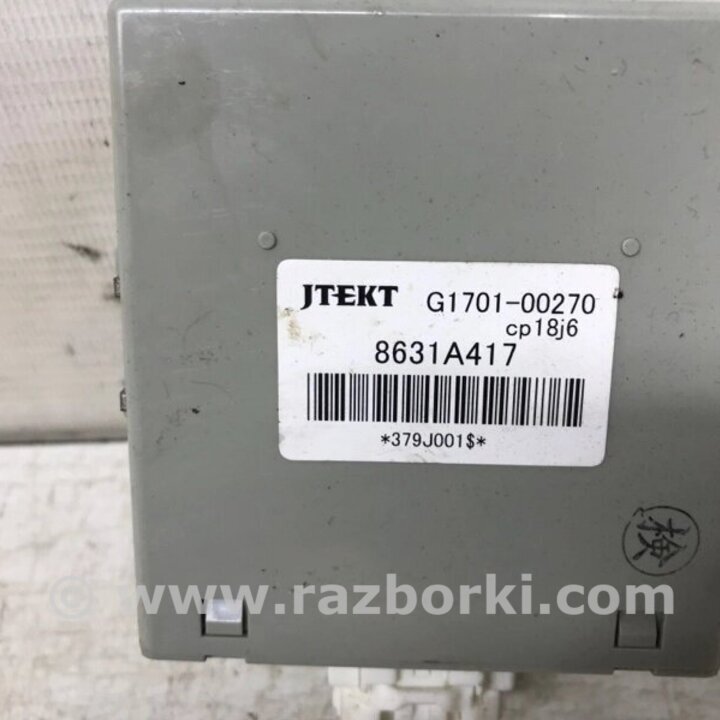 JTEKT G1701-00270
cp18j6
8631A417
*379J001$*
検
© www.razborki.com